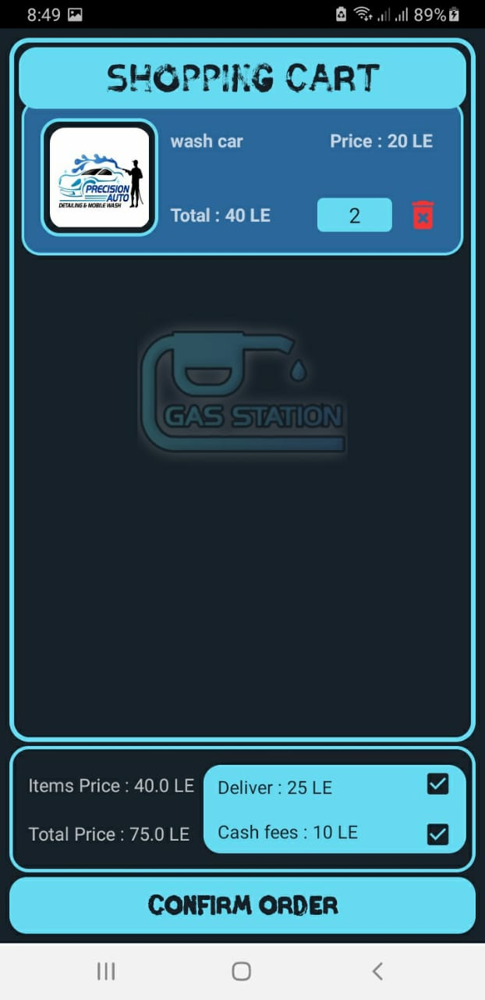 8:49
89%
SHOPPING CART
wash car
Price : 20 LE
PRECISION
AUTO
DETAILING & MOBILE WASH
Total : 40 LE
2
GAS STATION
Items Price : 40.0 LE
Deliver : 25 LE
Total Price : 75.0 LE
Cash fees : 10 LE
CONFIRM ORDER